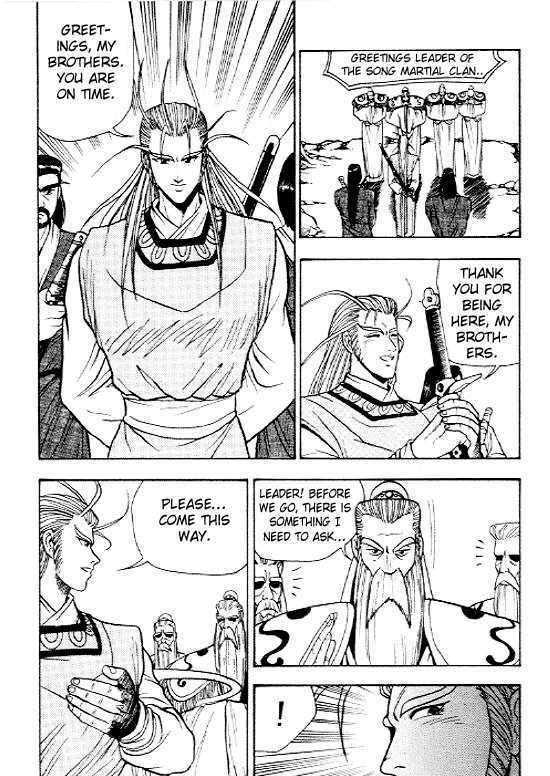 GREET-
INGS, MY
BROTHERS.
YOU ARE
ON TIME.
GREETINGS LEADER OF
THE SONG MARTIAL CLAN..
THANK
YOU FOR
BEING
HERE, MY
BROTH-
ERS.
PLEASE...
COME THIS
WAY.
LEADER! BEFORE
WE GO, THERE IS
SOMETHING I
NEED TO ASK...
!